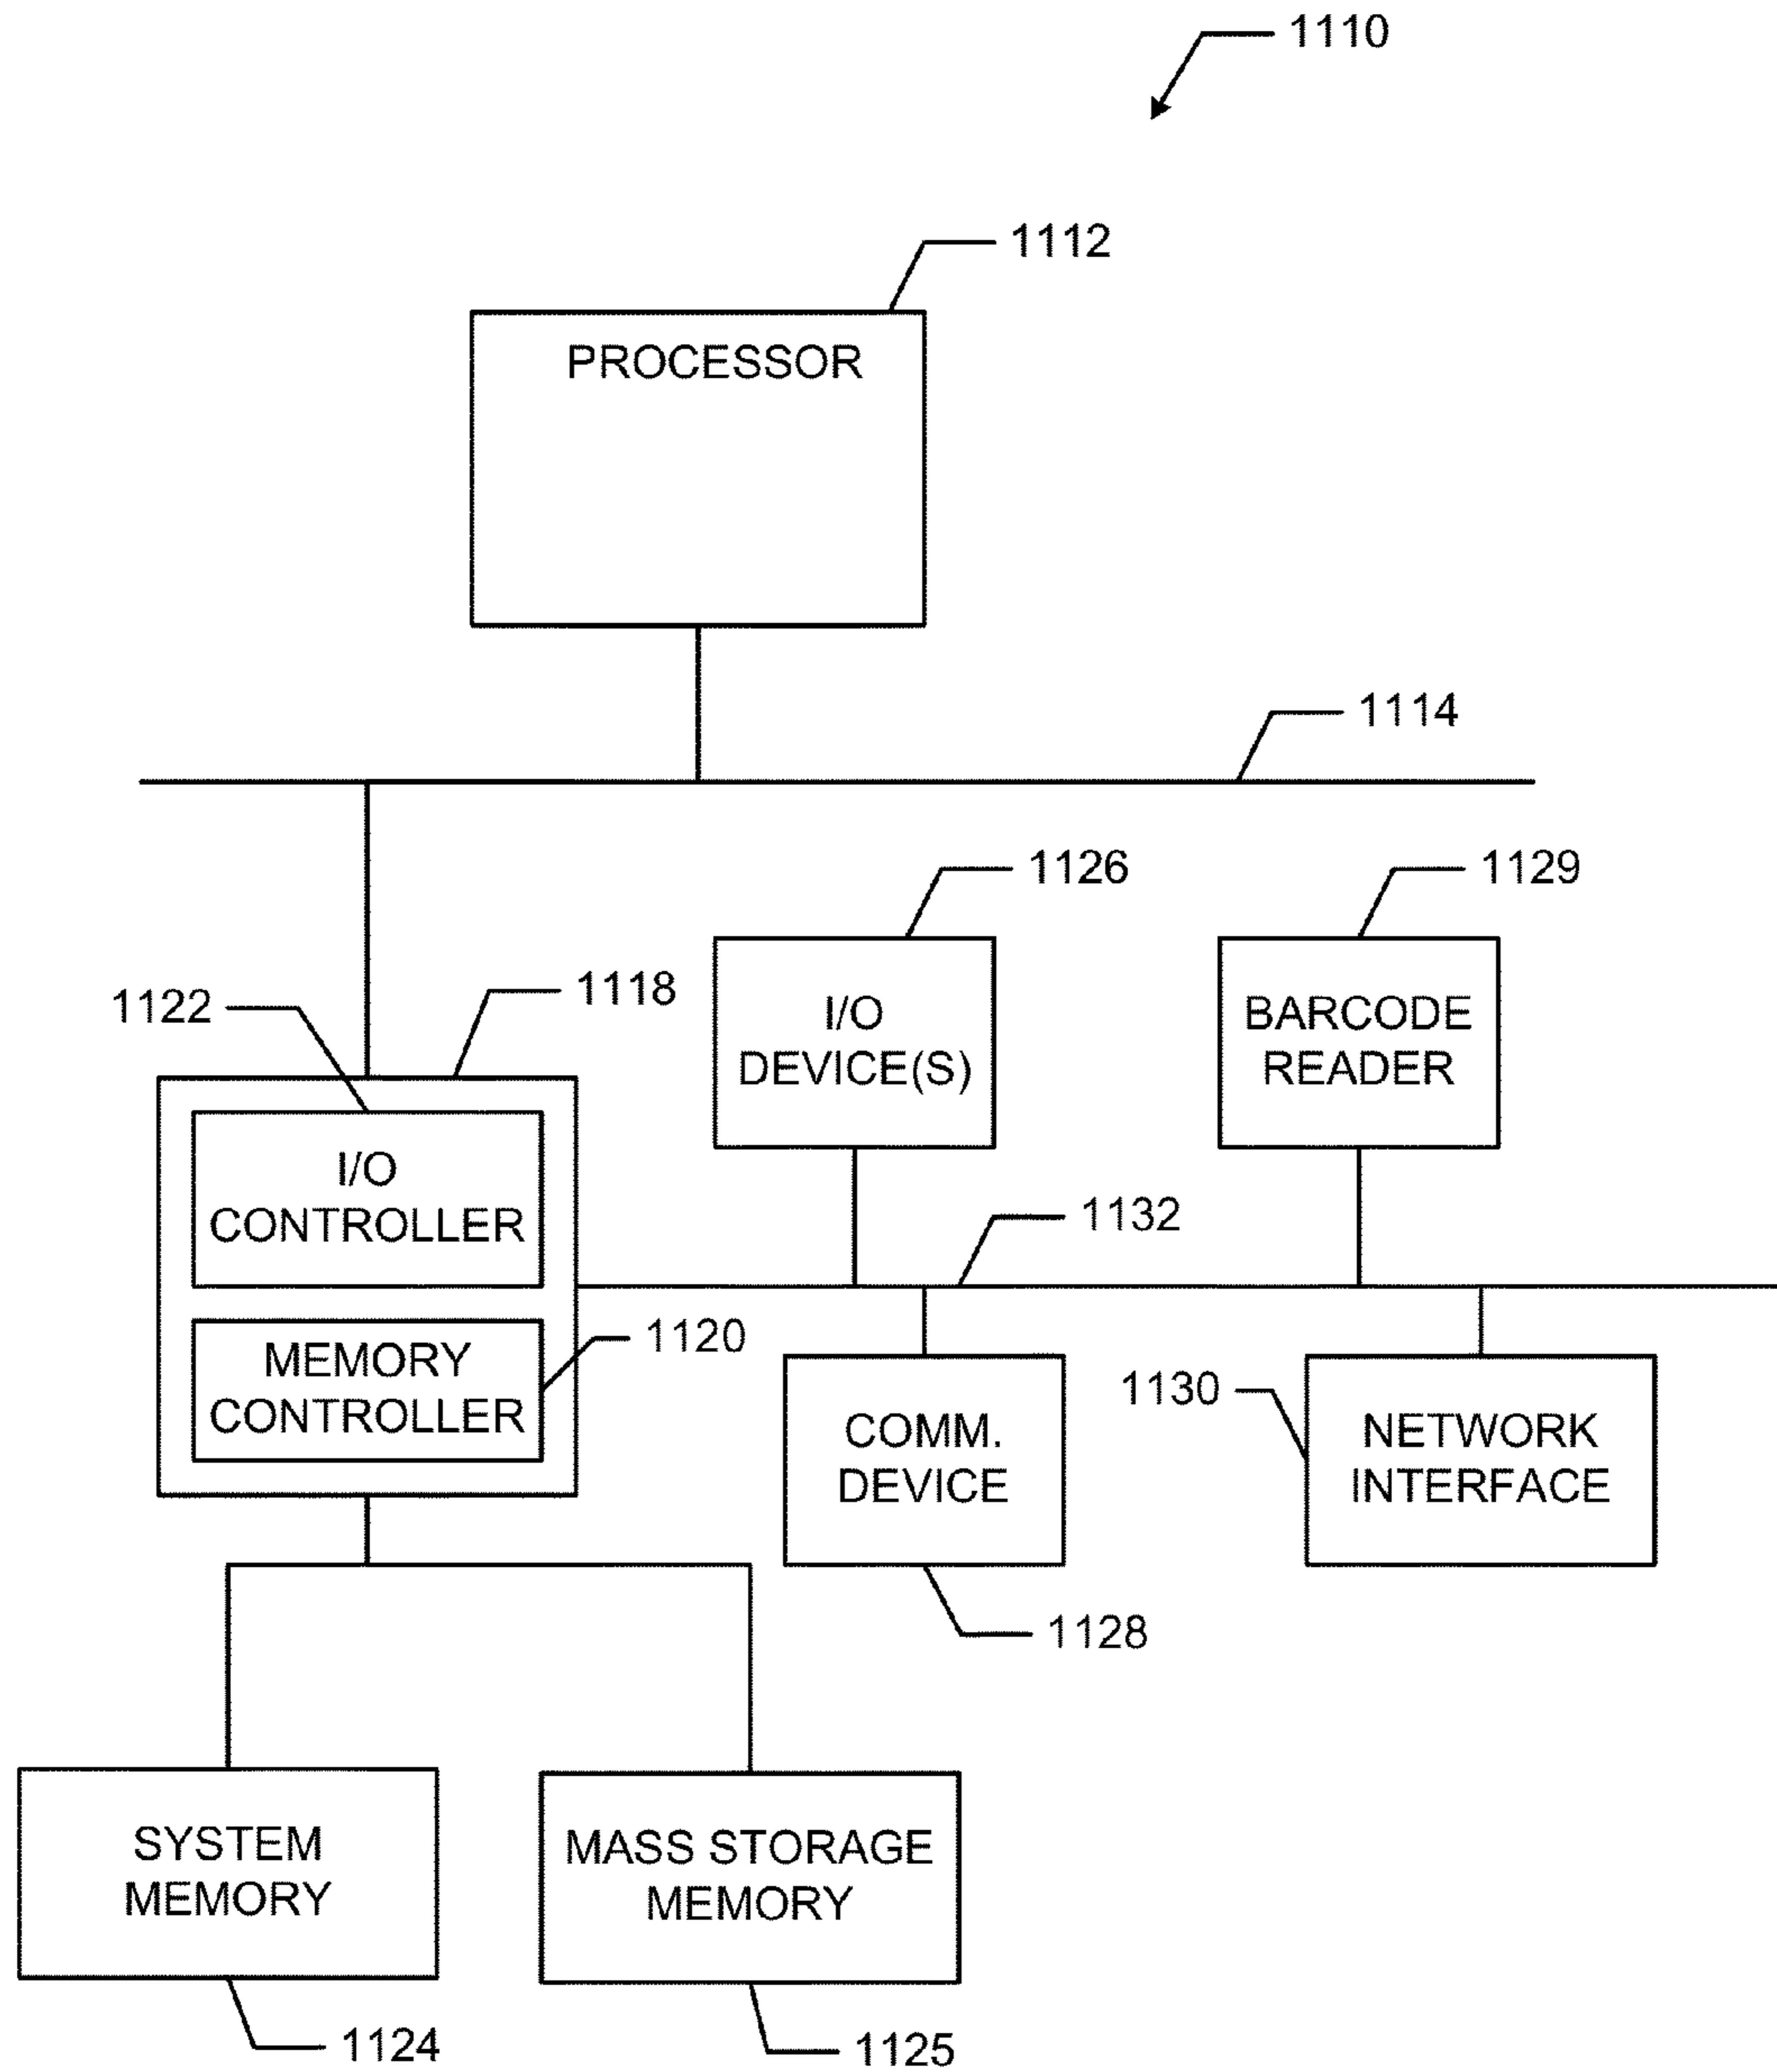 1110
1112
PROCESSOR
1114
1126
1129
1122
1118
I/O
DEVICE(S)
BARCODE
READER
I/O
CONTROLLER
1132
MEMORY
CONTROLLER
1120
1130
COMM.
DEVICE
NETWORK
INTERFACE
1128
SYSTEM
MEMORY
MASS STORAGE
MEMORY
1124
1125